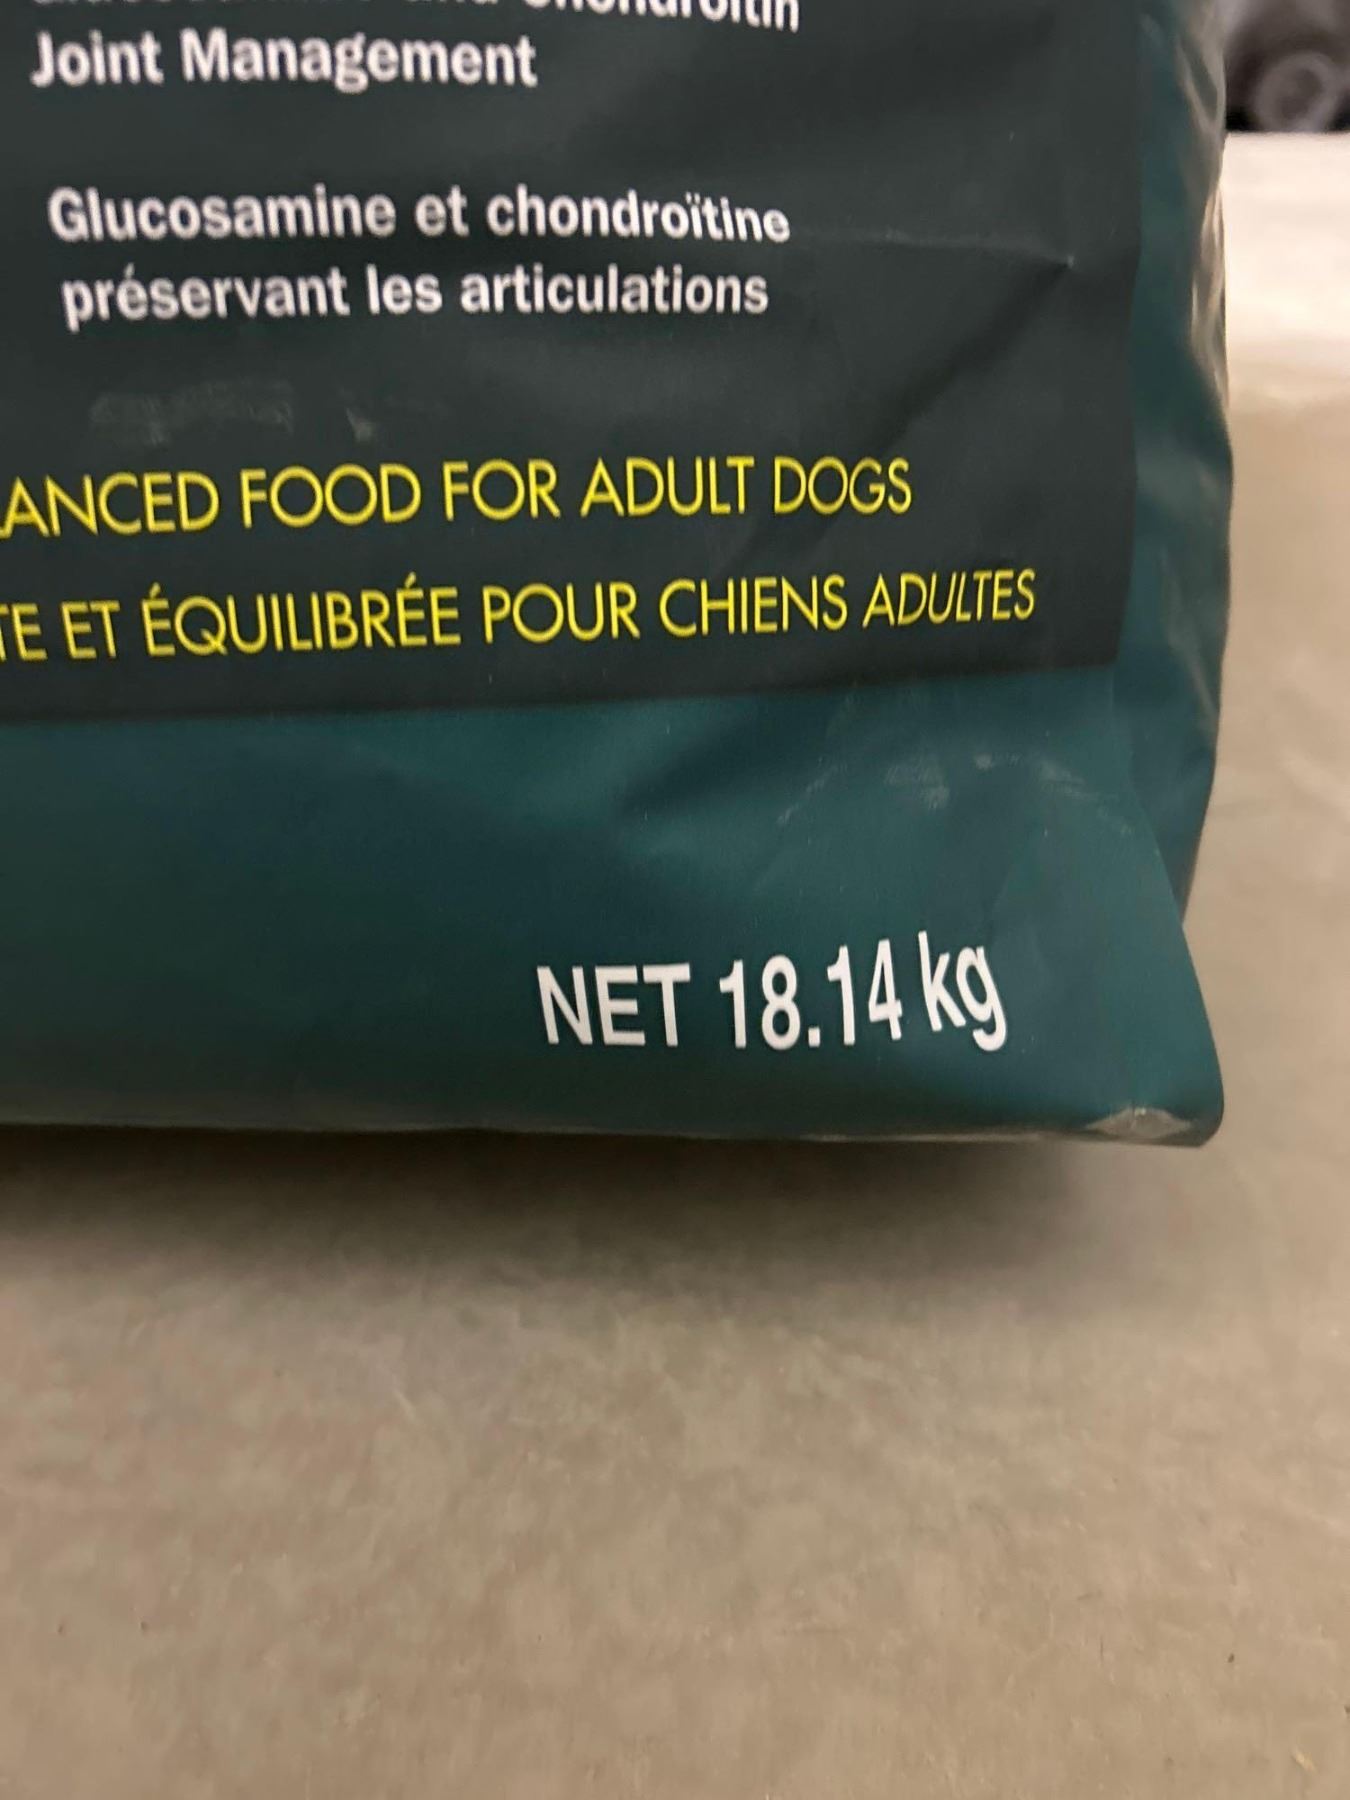 Chondroitin
Joint Management
Glucosamine et chondroïtine
préservant les articulations
ANCED FOOD FOR ADULT DOGS
TE ET ÉQUILIBRÉE POUR CHIENS ADULTES
NET 18.14 kg